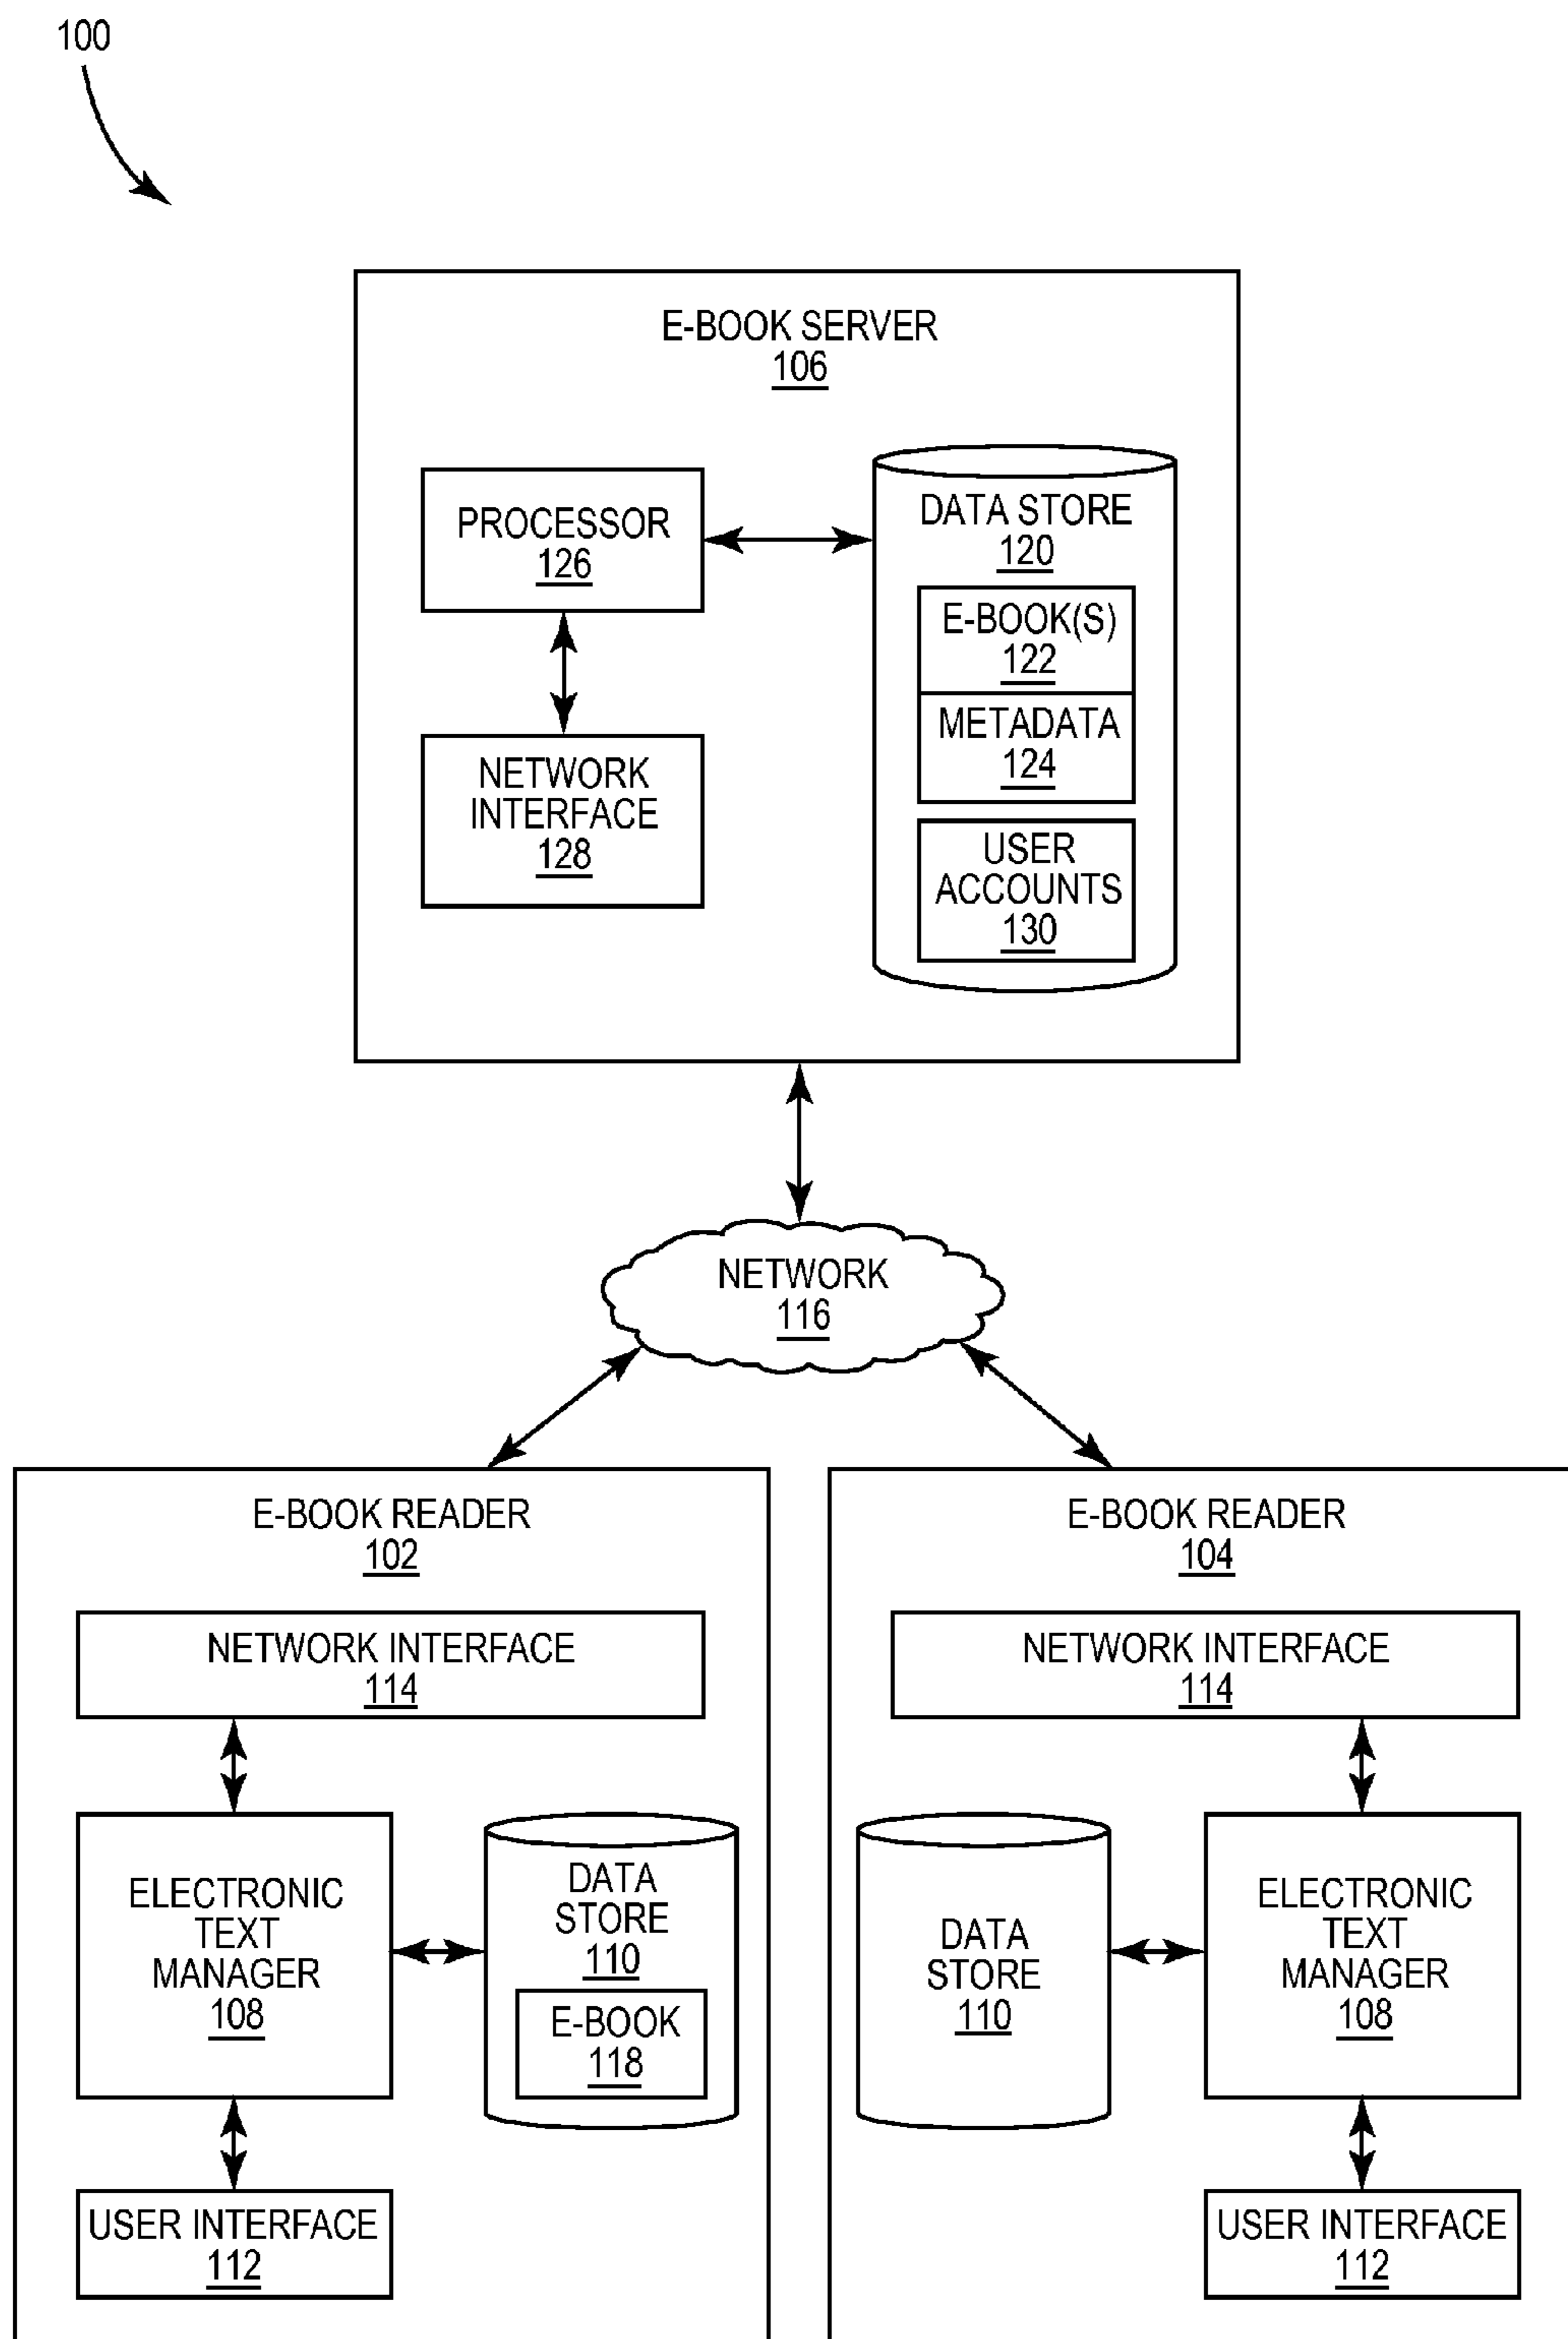 100
E-BOOK SERVER
106
PROCESSOR
126
NETWORK
INTERFACE
128
DATA STORE
120
E-BOOK(S)
122
METADATA
124
USER
ACCOUNTS
130
NETWORK
116
E-BOOK READER
102
NETWORK INTERFACE
114
ELECTRONIC
TEXT
MANAGER
108
DATA
STORE
110
E-BOOK
118
USER INTERFACE
112
E-BOOK READER
104
NETWORK INTERFACE
114
DATA
STORE
110
ELECTRONIC
TEXT
MANAGER
108
USER INTERFACE
112